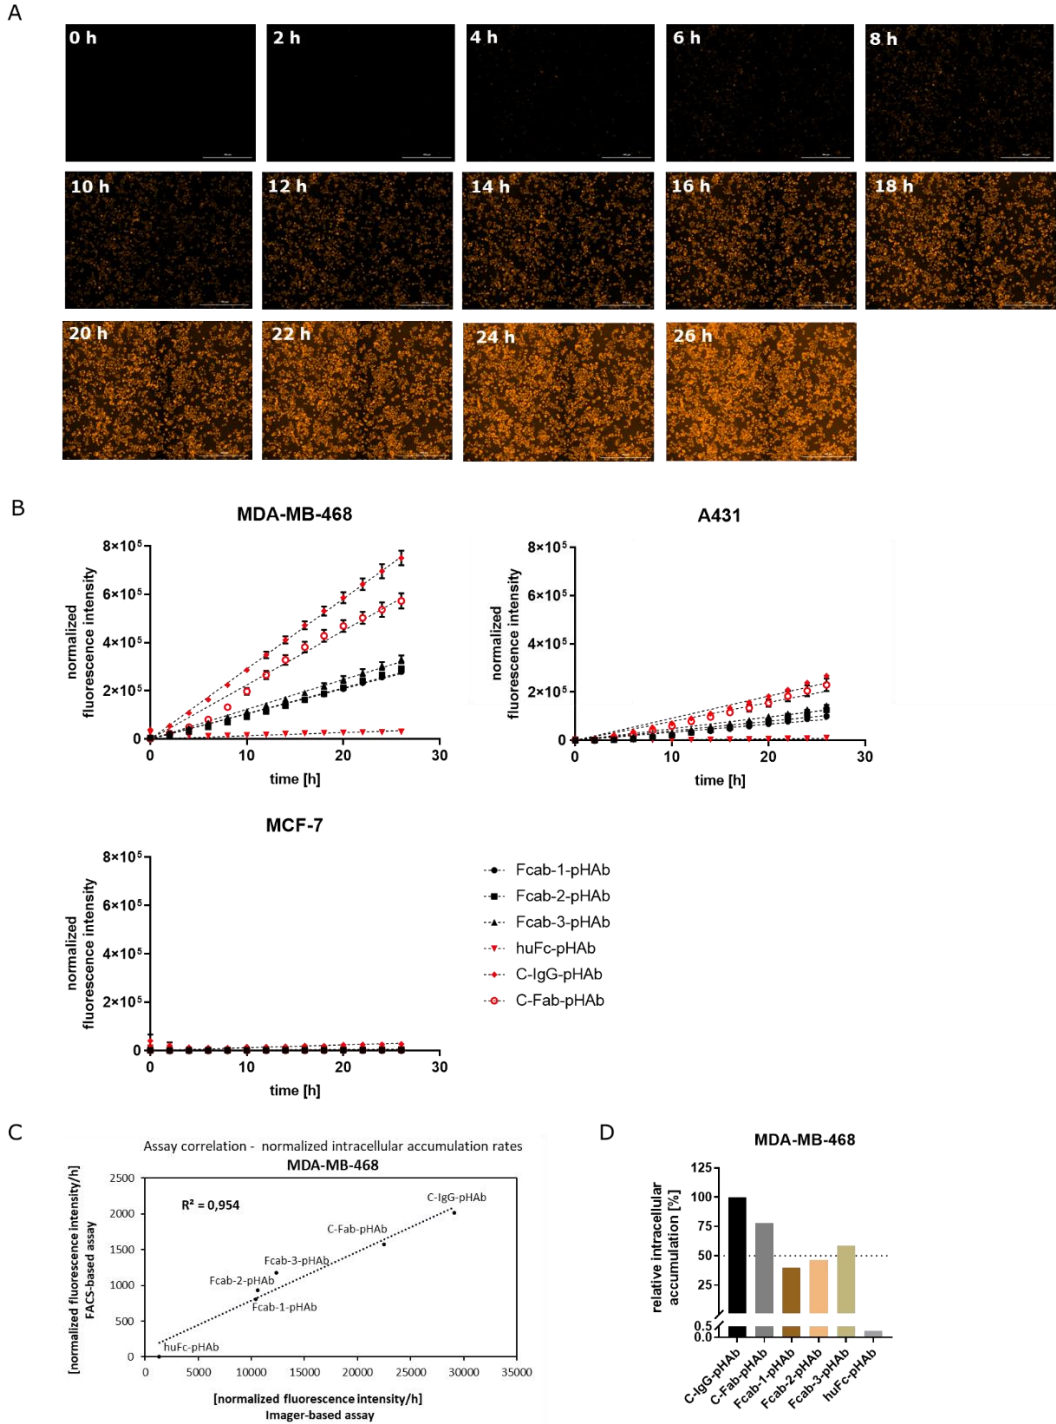 A
0 h
2 h
4 h
6 h
8 h
10 h
12 h
14 h
16 h
18 h
20 h
22 h
24 h
26 h
B
MDA-MB-468
normalized
fluorescence intensity
8×10⁵
6×10⁵
4×10⁵
2×10⁵
0
0 10 20 30
time [h]
A431
normalized
fluorescence intensity
8×10⁵
6×10⁵
4×10⁵
2×10⁵
0
0 10 20 30
time [h]
MCF-7
normalized
fluorescence intensity
8×10⁵
6×10⁵
4×10⁵
2×10⁵
0
0 10 20 30
time [h]
Fcab-1-pHAb
Fcab-2-pHAb
Fcab-3-pHAb
huFc-pHAb
C-IgG-pHAb
C-Fab-pHAb
C
Assay correlation - normalized intracellular accumulation rates
MDA-MB-468
[normalized fluorescence intensity/h]
FACS-based assay
2500
2000
1500
1000
500
0
R² = 0,954
C-IgG-pHAb
C-Fab-pHAb
Fcab-3-pHAb
Fcab-2-pHAb
Fcab-1-pHAb
huFc-pHAb
0 5000 10000 15000 20000 25000 30000 35000
[normalized fluorescence intensity/h]
Imager-based assay
D
MDA-MB-468
relative intracellular
accumulation [%]
125
100
75
50
25
0.5
0.0
C-IgG-pHAb
C-Fab-pHAb
Fcab-1-pHAb
Fcab-2-pHAb
Fcab-3-pHAb
huFc-pHAb